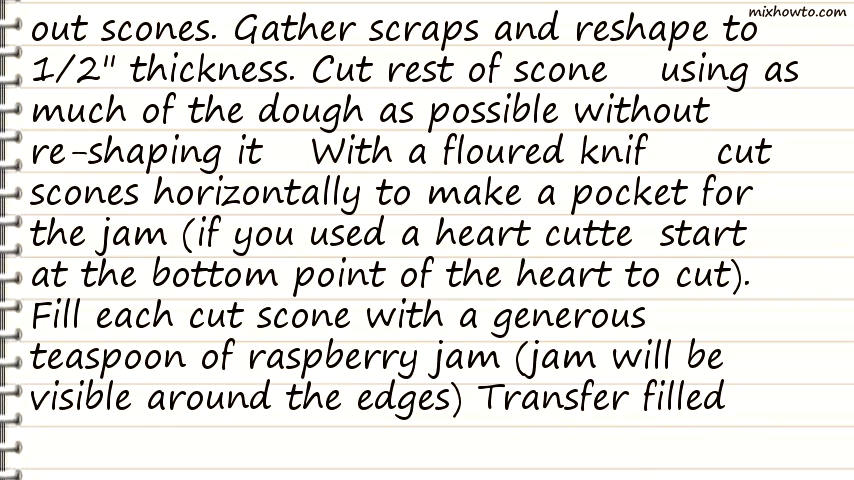 mixhowto.com
out scones. Gather scraps and reshape to
1/2" thickness. Cut rest of scone using as
much of the dough as possible without
re-shaping it With a floured knif cut
scones horizontally to make a pocket for
the jam (if you used a heart cutte start
at the bottom point of the heart to cut).
Fill each cut scone with a generous
teaspoon of raspberry jam (jam will be
visible around the edges) Transfer filled